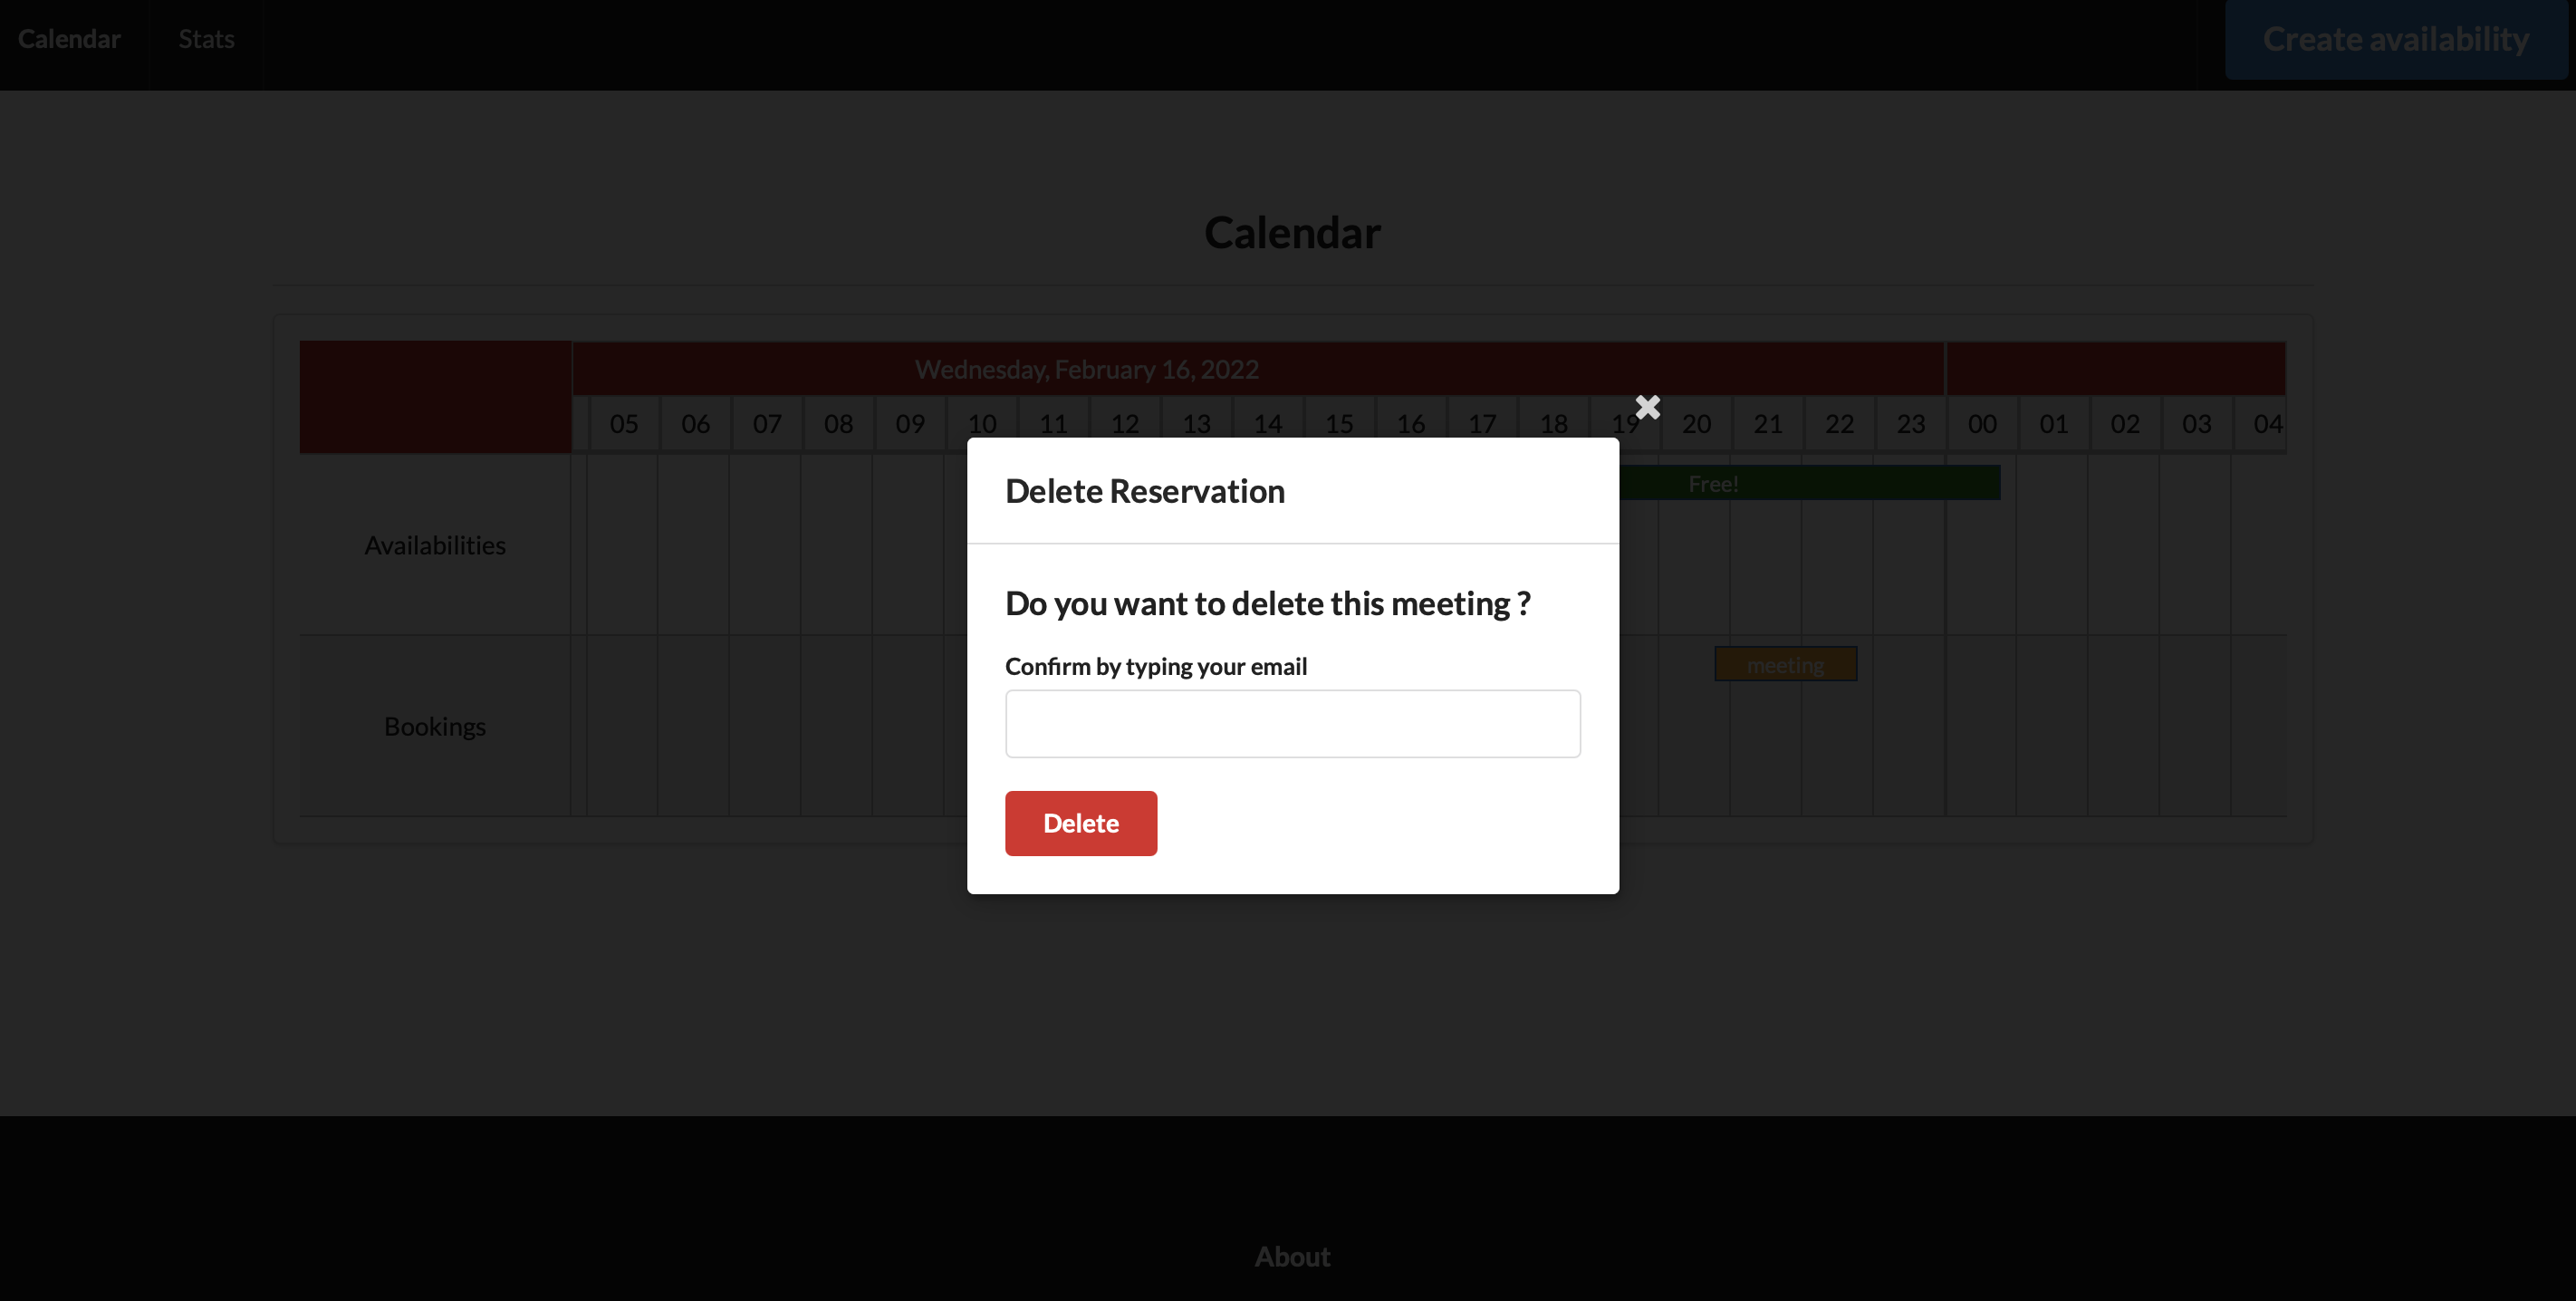 Calendar Stats Create availability
Calendar
Wednesday, February 16, 2022
05 06 07 08 09 10 11 12 13 14 15 16 17 18 19 20 21 22 23 00 01 02 03 04
Delete Reservation
Free!
Availabilities
Do you want to delete this meeting ?
Confirm by typing your email
meeting
Bookings
Delete
About